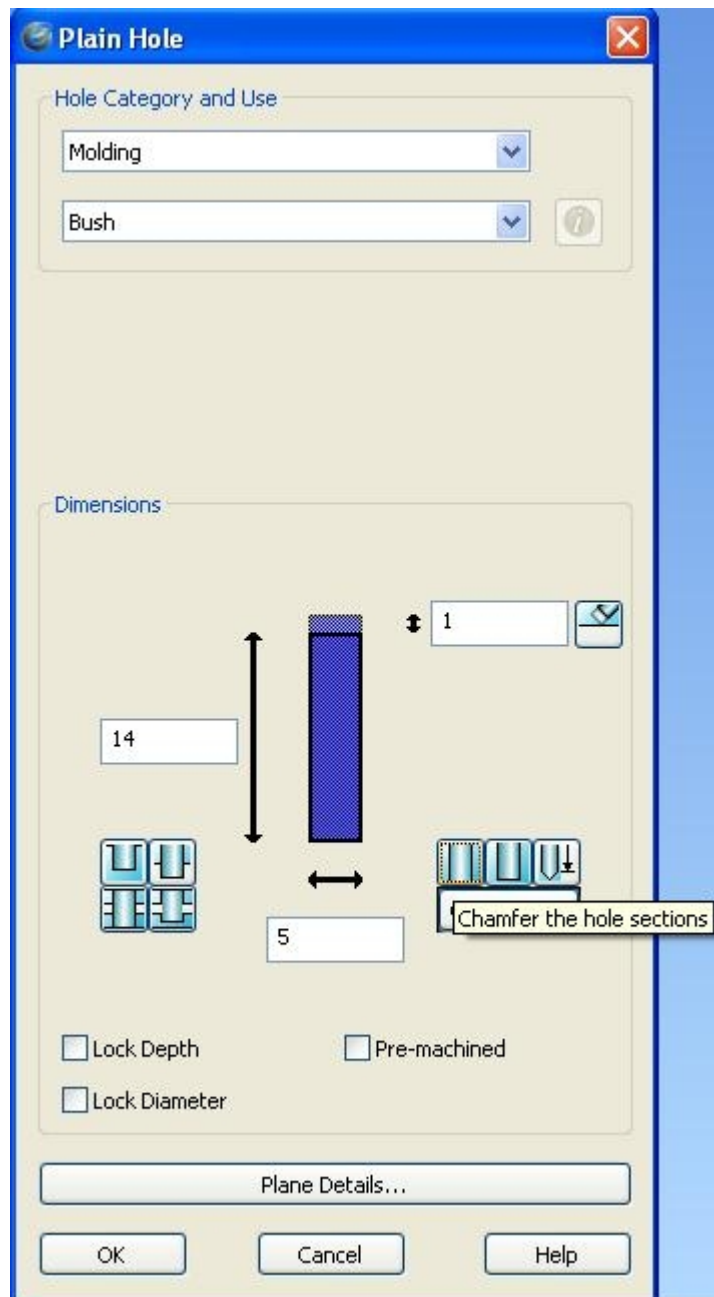 Plain Hole
Hole Category and Use
Molding
Bush
Dimensions
1
14
Chamfer the hole sections
5
Lock Depth
Pre-machined
Lock Diameter
Plane Details...
OK
Cancel
Help